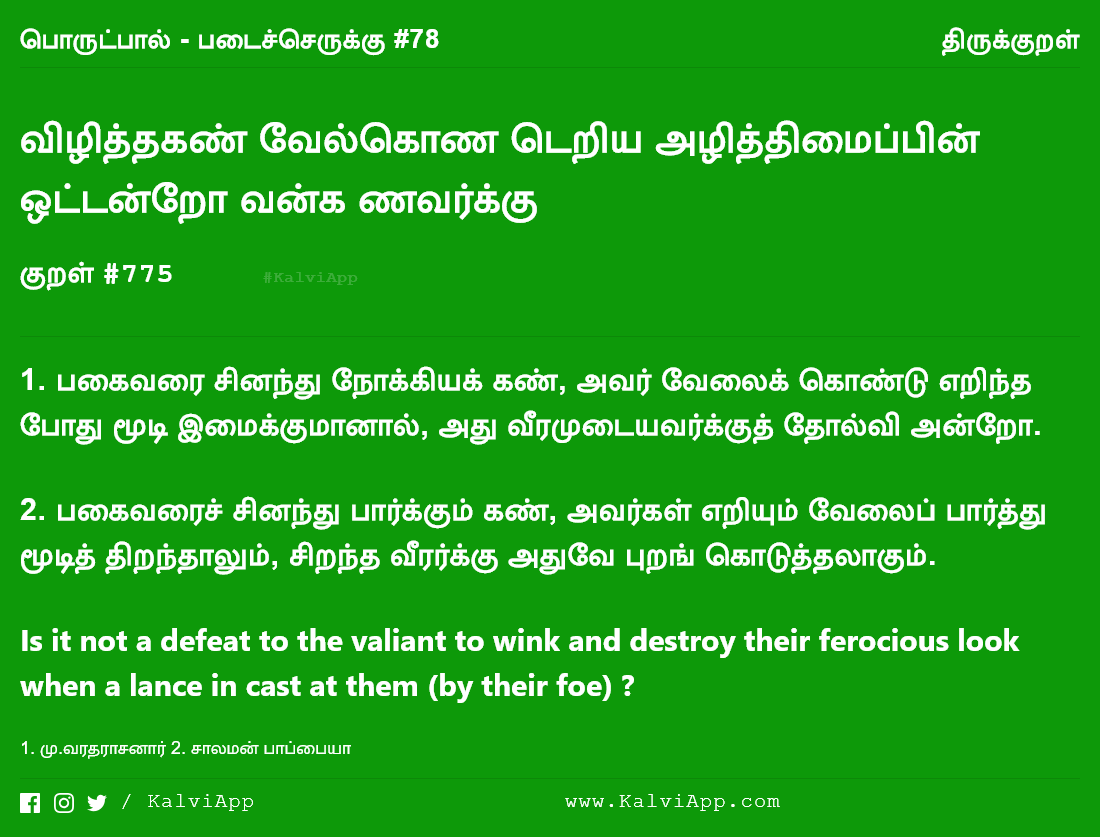 பொருட்பால் - படைச்செருக்கு #78
திருக்குறள்
விழித்தகண் வேல்கொண டெறிய அழித்திமைப்பின்
ஒட்டன்றோ வன்க ணவர்க்கு
குறள் #775
#KalviApp
1. பகைவரை சினந்து நோக்கியக் கண், அவர் வேலைக் கொண்டு எறிந்த
போது மூடி இமைக்குமானால், அது வீரமுடையவர்க்குத் தோல்வி அன்றோ.
2. பகைவரைச் சினந்து பார்க்கும் கண், அவர்கள் எறியும் வேலைப் பார்த்து
மூடித் திறந்தாலும், சிறந்த வீரர்க்கு அதுவே புறங் கொடுத்தலாகும்.
Is it not a defeat to the valiant to wink and destroy their ferocious look
when a lance in cast at them (by their foe) ?
1. மு.வரதராசனார் 2. சாலமன் பாப்பையா
/ KalviApp
www.KalviApp.com